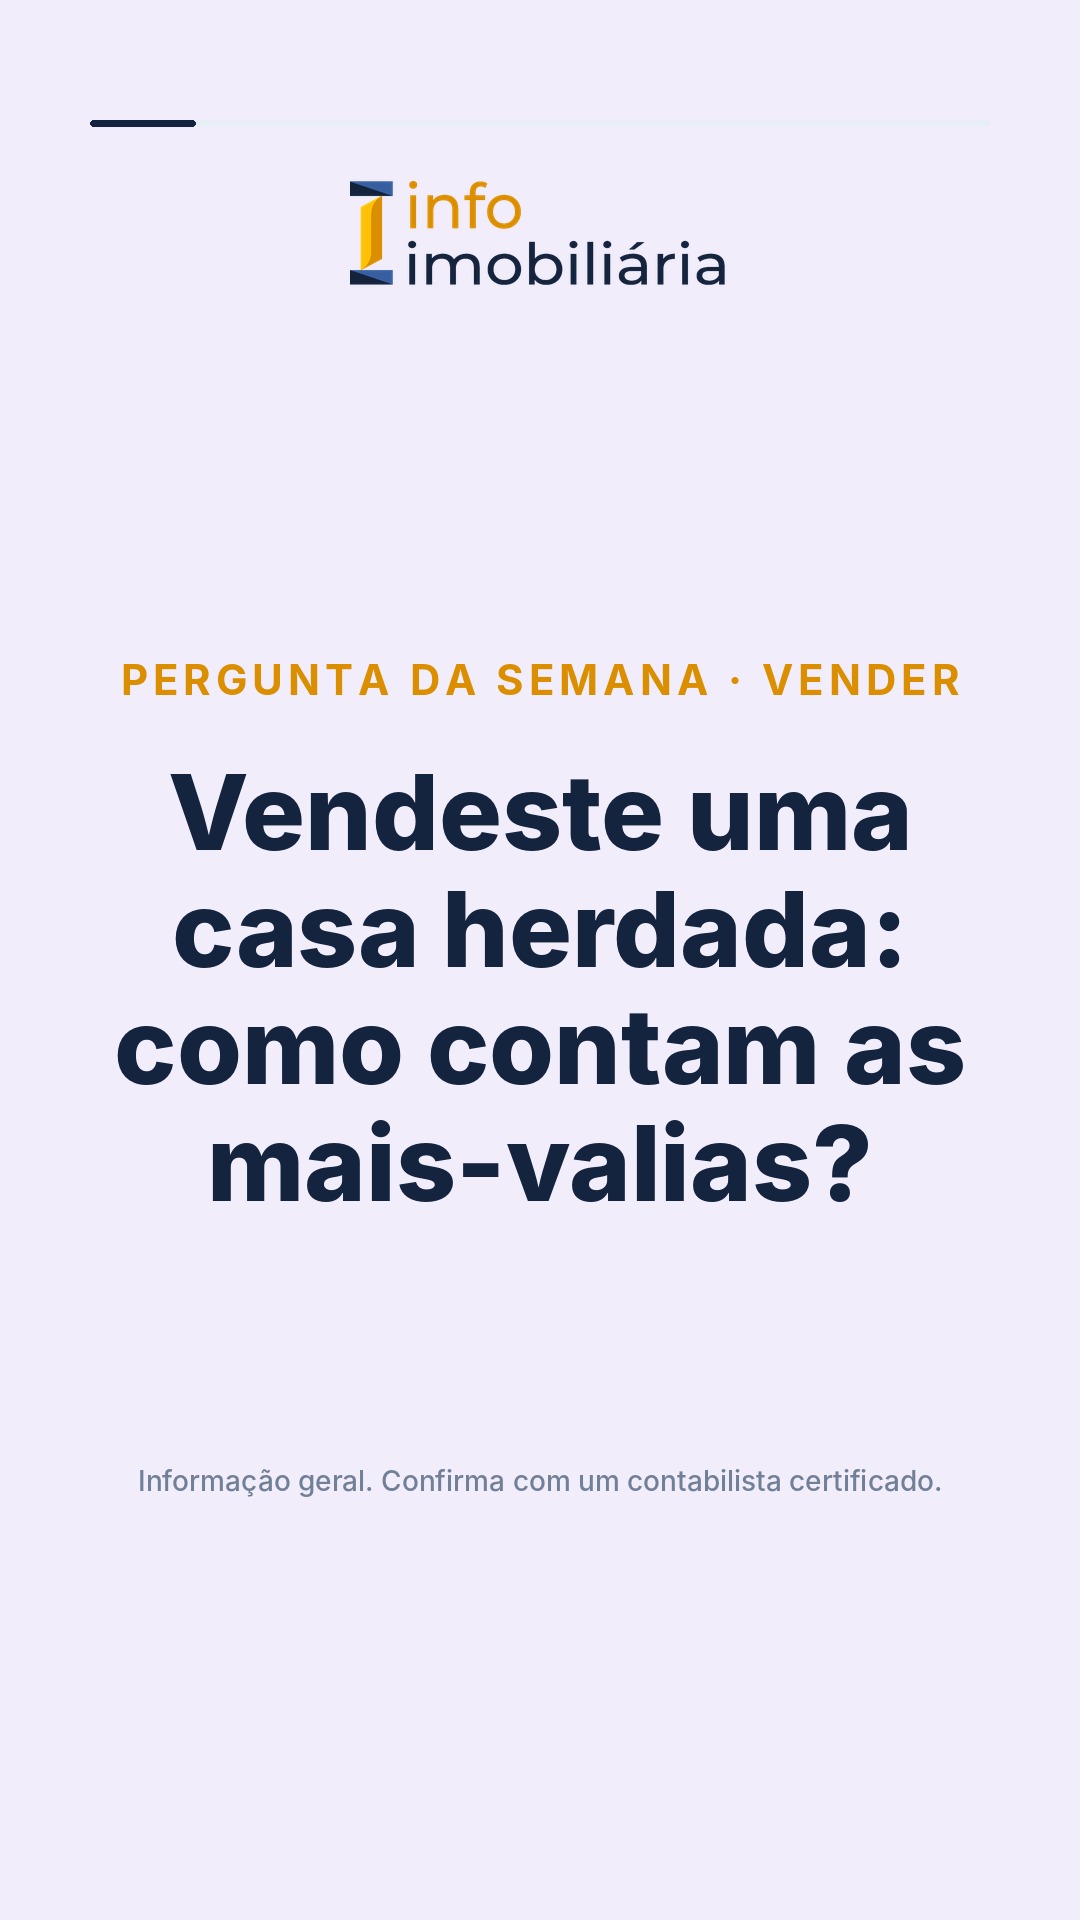 info
imobiliária
PERGUNTA DA SEMANA · VENDER
Vendeste uma
casa herdada:
como contam as
mais-valias?
Informação geral. Confirma com um contabilista certificado.